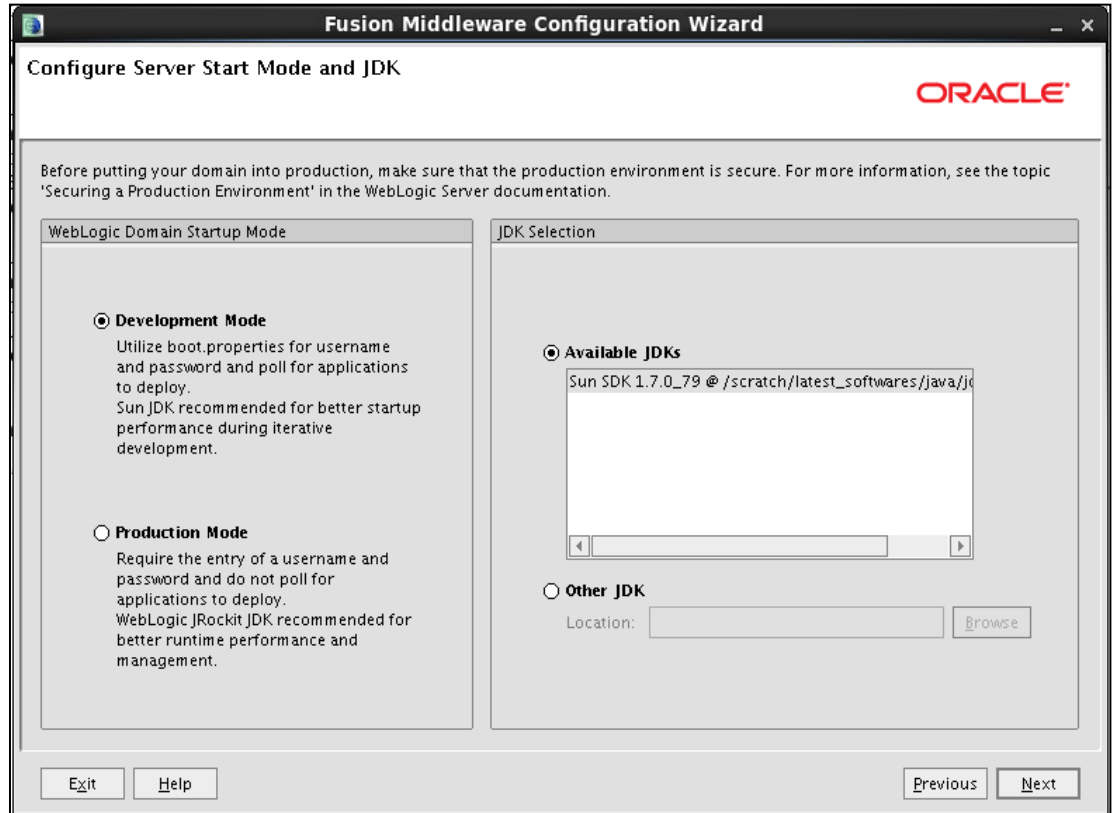 Fusion Middleware Configuration Wizard
Configure Server Start Mode and JDK
ORACLE
Before putting your domain into production, make sure that the production environment is secure. For more information, see the topic
'Securing a Production Environment' in the WebLogic Server documentation.
WebLogic Domain Startup Mode
Development Mode
Utilize boot.properties for username
and password and poll for applications
to deploy.
Sun JDK recommended for better startup
performance during iterative
development.
Production Mode
Require the entry of a username and
password and do not poll for
applications to deploy.
WebLogic JRockit JDK recommended for
better runtime performance and
management.
JDK Selection
Available JDKs
Sun SDK 1.7.0_79 @ /scratch/latest_softwares/java/
Other JDK
Location:
Browse
Exit
Help
Previous
Next